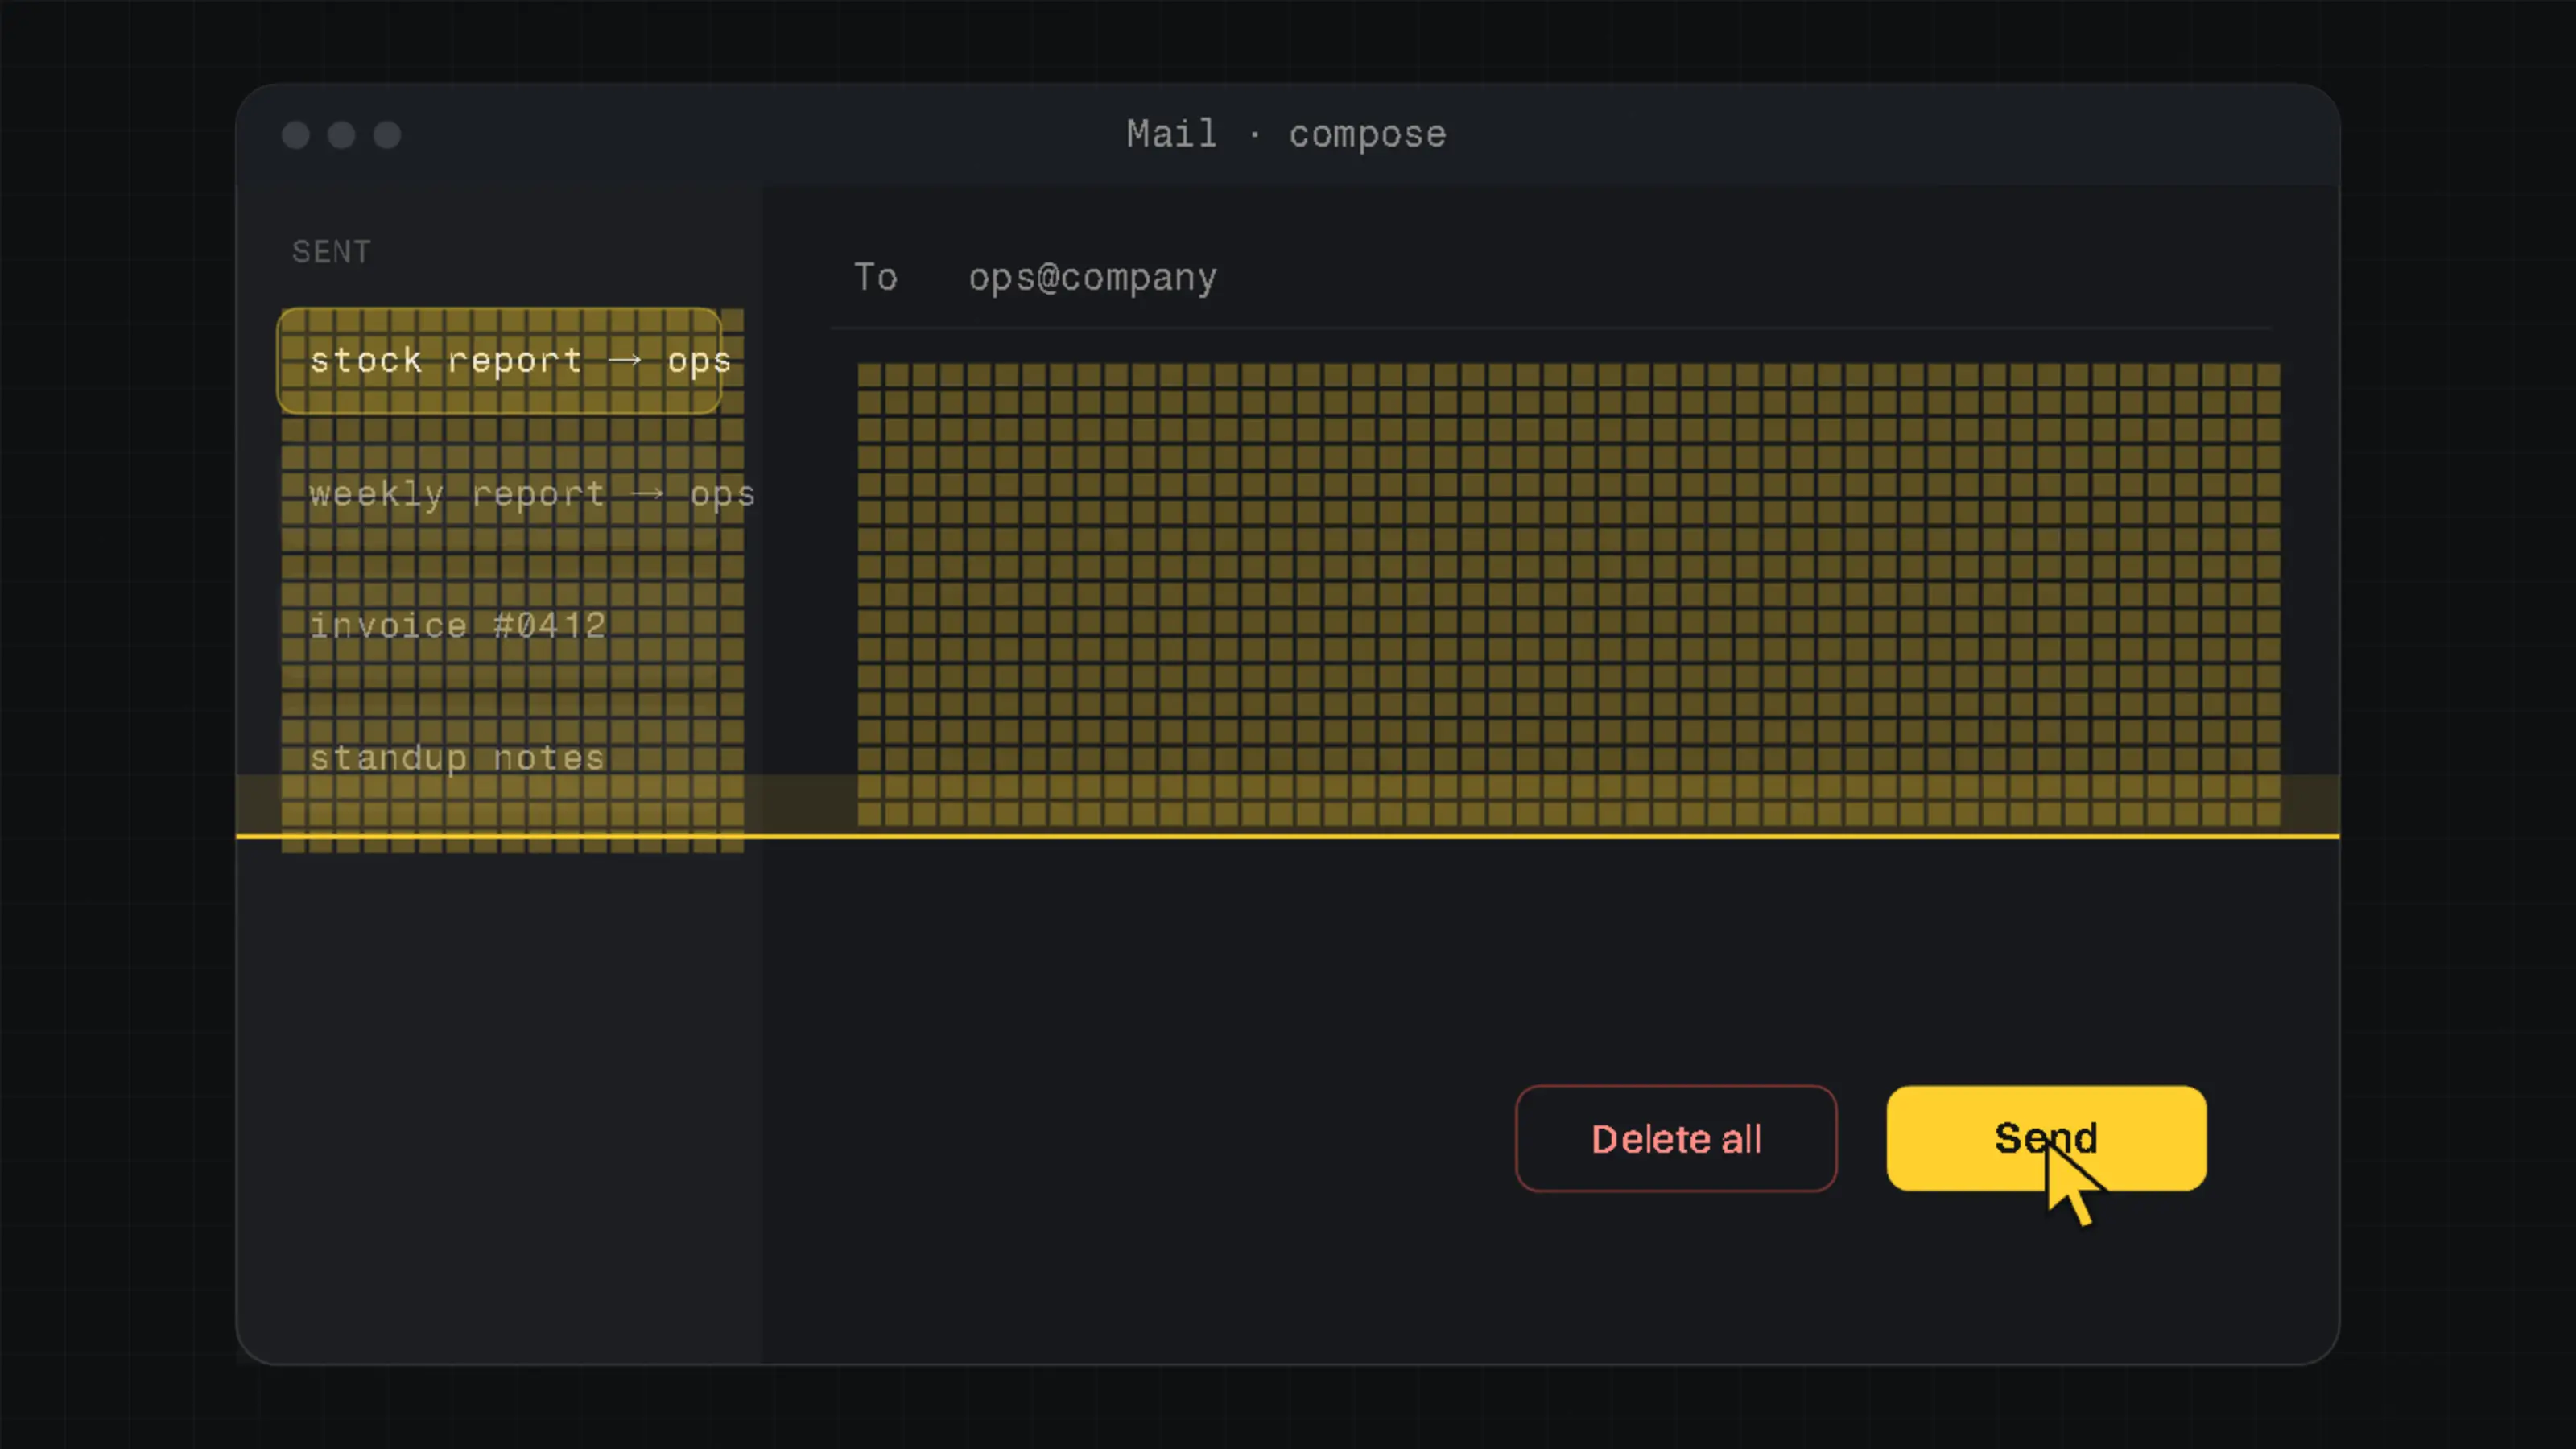 Mail · compose
SENT
stock report → ops
weekly report → ops
invoice #0412
standup notes
To ops@company
Delete all
Send